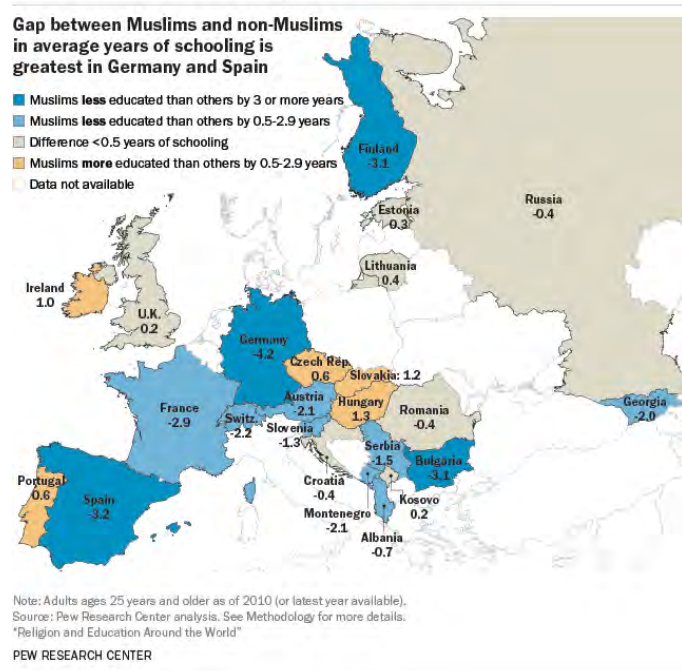 Gap between Muslims and non-Muslims
in average years of schooling is
greatest in Germany and Spain
Muslims less educated than others by 3 or more years
Muslims less educated than others by 0.5-2.9 years
Difference <0.5 years of schooling
Muslims more educated than others by 0.5-2.9 years
Data not available
Finland
-3.1
Russia
-0.4
Estonia
0.3
Lithuania
0.4
Ireland
1.0
U.K.
0.2
Germany
-4.2
Czech Rep.
0.6
Slovakia: 1.2
Austria
-2.1
Hungary
1.3
France
-2.9
Switz.
-2.2
Slovenia
-1.3
Romania
-0.4
Georgia
-2.0
Serbia
-1.5
Bulgaria
-3.1
Portugal
0.6
Spain
-3.2
Croatia
-0.4
Kosovo
0.2
Montenegro
-2.1
Albania
-0.7
Note: Adults ages 25 years and older as of 2010 (or latest year available).
Source: Pew Research Center analysis. See Methodology for more details.
"Religion and Education Around the World"
PEW RESEARCH CENTER